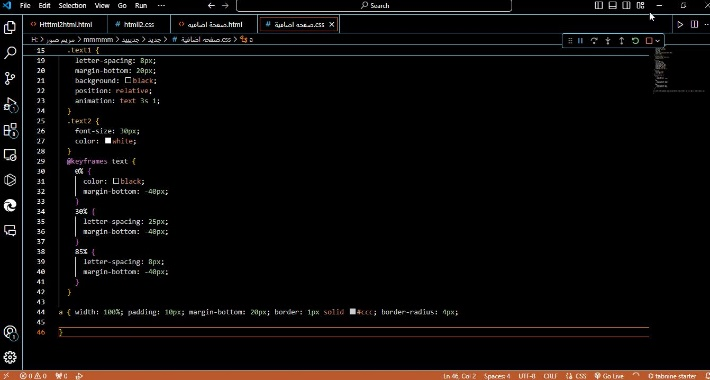 File Edit Selection View Go Run ··· Search
Htttml2html.html html2.css صفحة اضافيه.html صفحه اضافية.css
H: > مريم صور > mmmmm > جديد > جديييد > صفحه اضافية.css > a
15 .text1 {
19 letter-spacing: 8px;
20 margin-bottom: 20px;
21 background: black;
22 position: relative;
23 animation: text 3s 1;
24 }
25 .text2 {
26 font-size: 30px;
27 color: white;
28 }
29 @keyframes text {
30 0% {
31 color: black;
32 margin-bottom: -40px;
33 }
34 30% {
35 letter-spacing: 25px;
36 margin-bottom: -40px;
37 }
38 85% {
39 letter-spacing: 8px;
40 margin-bottom: -40px;
41 }
42 }
43
44 a { width: 100%; padding: 10px; margin-bottom: 20px; border: 1px solid #ccc; border-radius: 4px;
45
46 }
0 0 0 Ln 46, Col 2 Spaces: 4 UTF-8 CRLF CSS Go Live tabnine starter